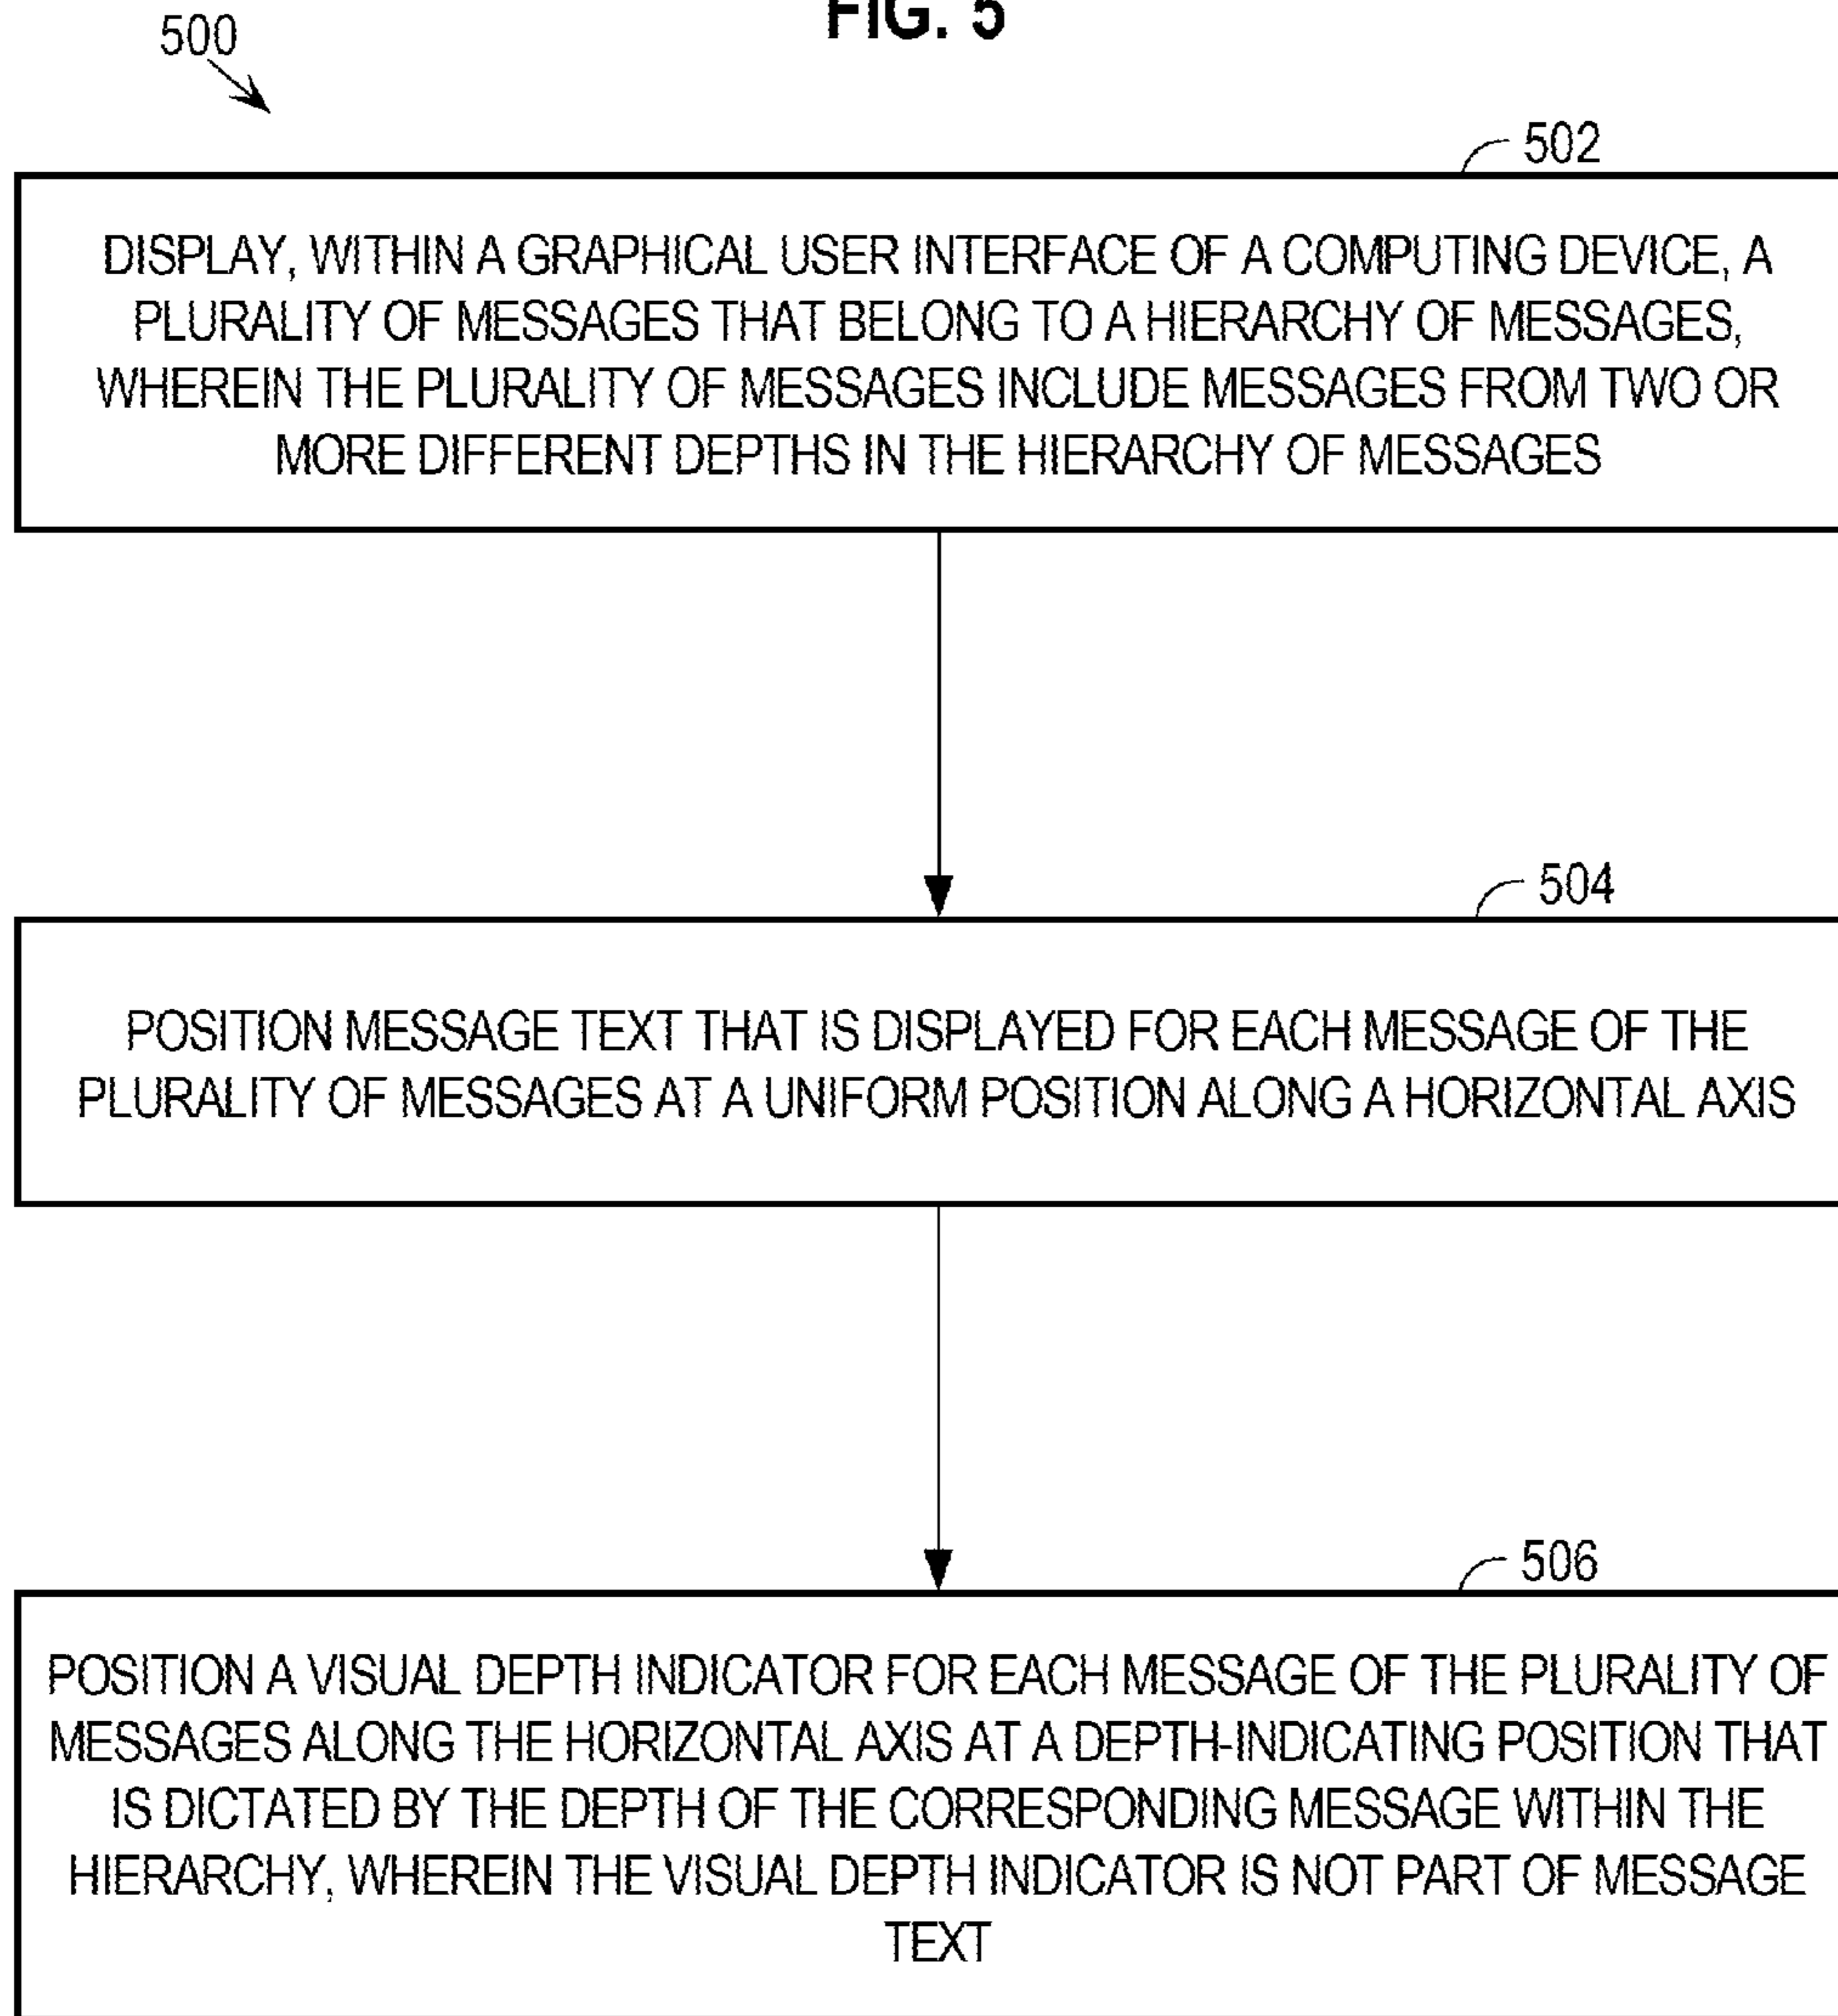 FIG. 5
500
502
DISPLAY, WITHIN A GRAPHICAL USER INTERFACE OF A COMPUTING DEVICE, A
PLURALITY OF MESSAGES THAT BELONG TO A HIERARCHY OF MESSAGES,
WHEREIN THE PLURALITY OF MESSAGES INCLUDE MESSAGES FROM TWO OR
MORE DIFFERENT DEPTHS IN THE HIERARCHY OF MESSAGES
504
POSITION MESSAGE TEXT THAT IS DISPLAYED FOR EACH MESSAGE OF THE
PLURALITY OF MESSAGES AT A UNIFORM POSITION ALONG A HORIZONTAL AXIS
506
POSITION A VISUAL DEPTH INDICATOR FOR EACH MESSAGE OF THE PLURALITY OF
MESSAGES ALONG THE HORIZONTAL AXIS AT A DEPTH-INDICATING POSITION THAT
IS DICTATED BY THE DEPTH OF THE CORRESPONDING MESSAGE WITHIN THE
HIERARCHY, WHEREIN THE VISUAL DEPTH INDICATOR IS NOT PART OF MESSAGE
TEXT